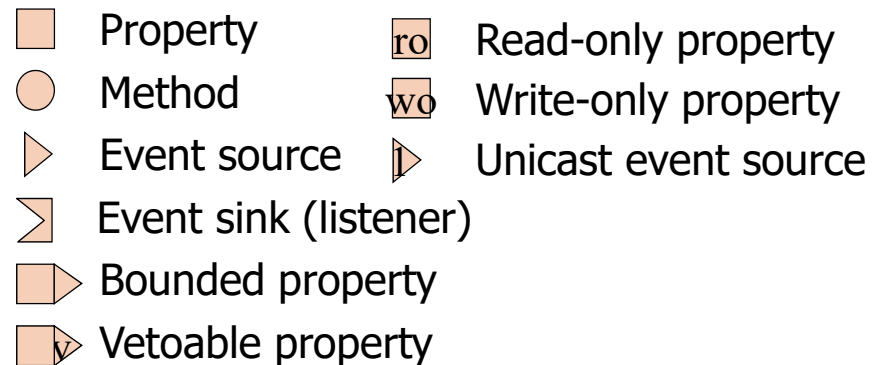 Property
ro Read-only property
Method
wo Write-only property
Event source
1 Unicast event source
Event sink (listener)
Bounded property
v Vetoable property